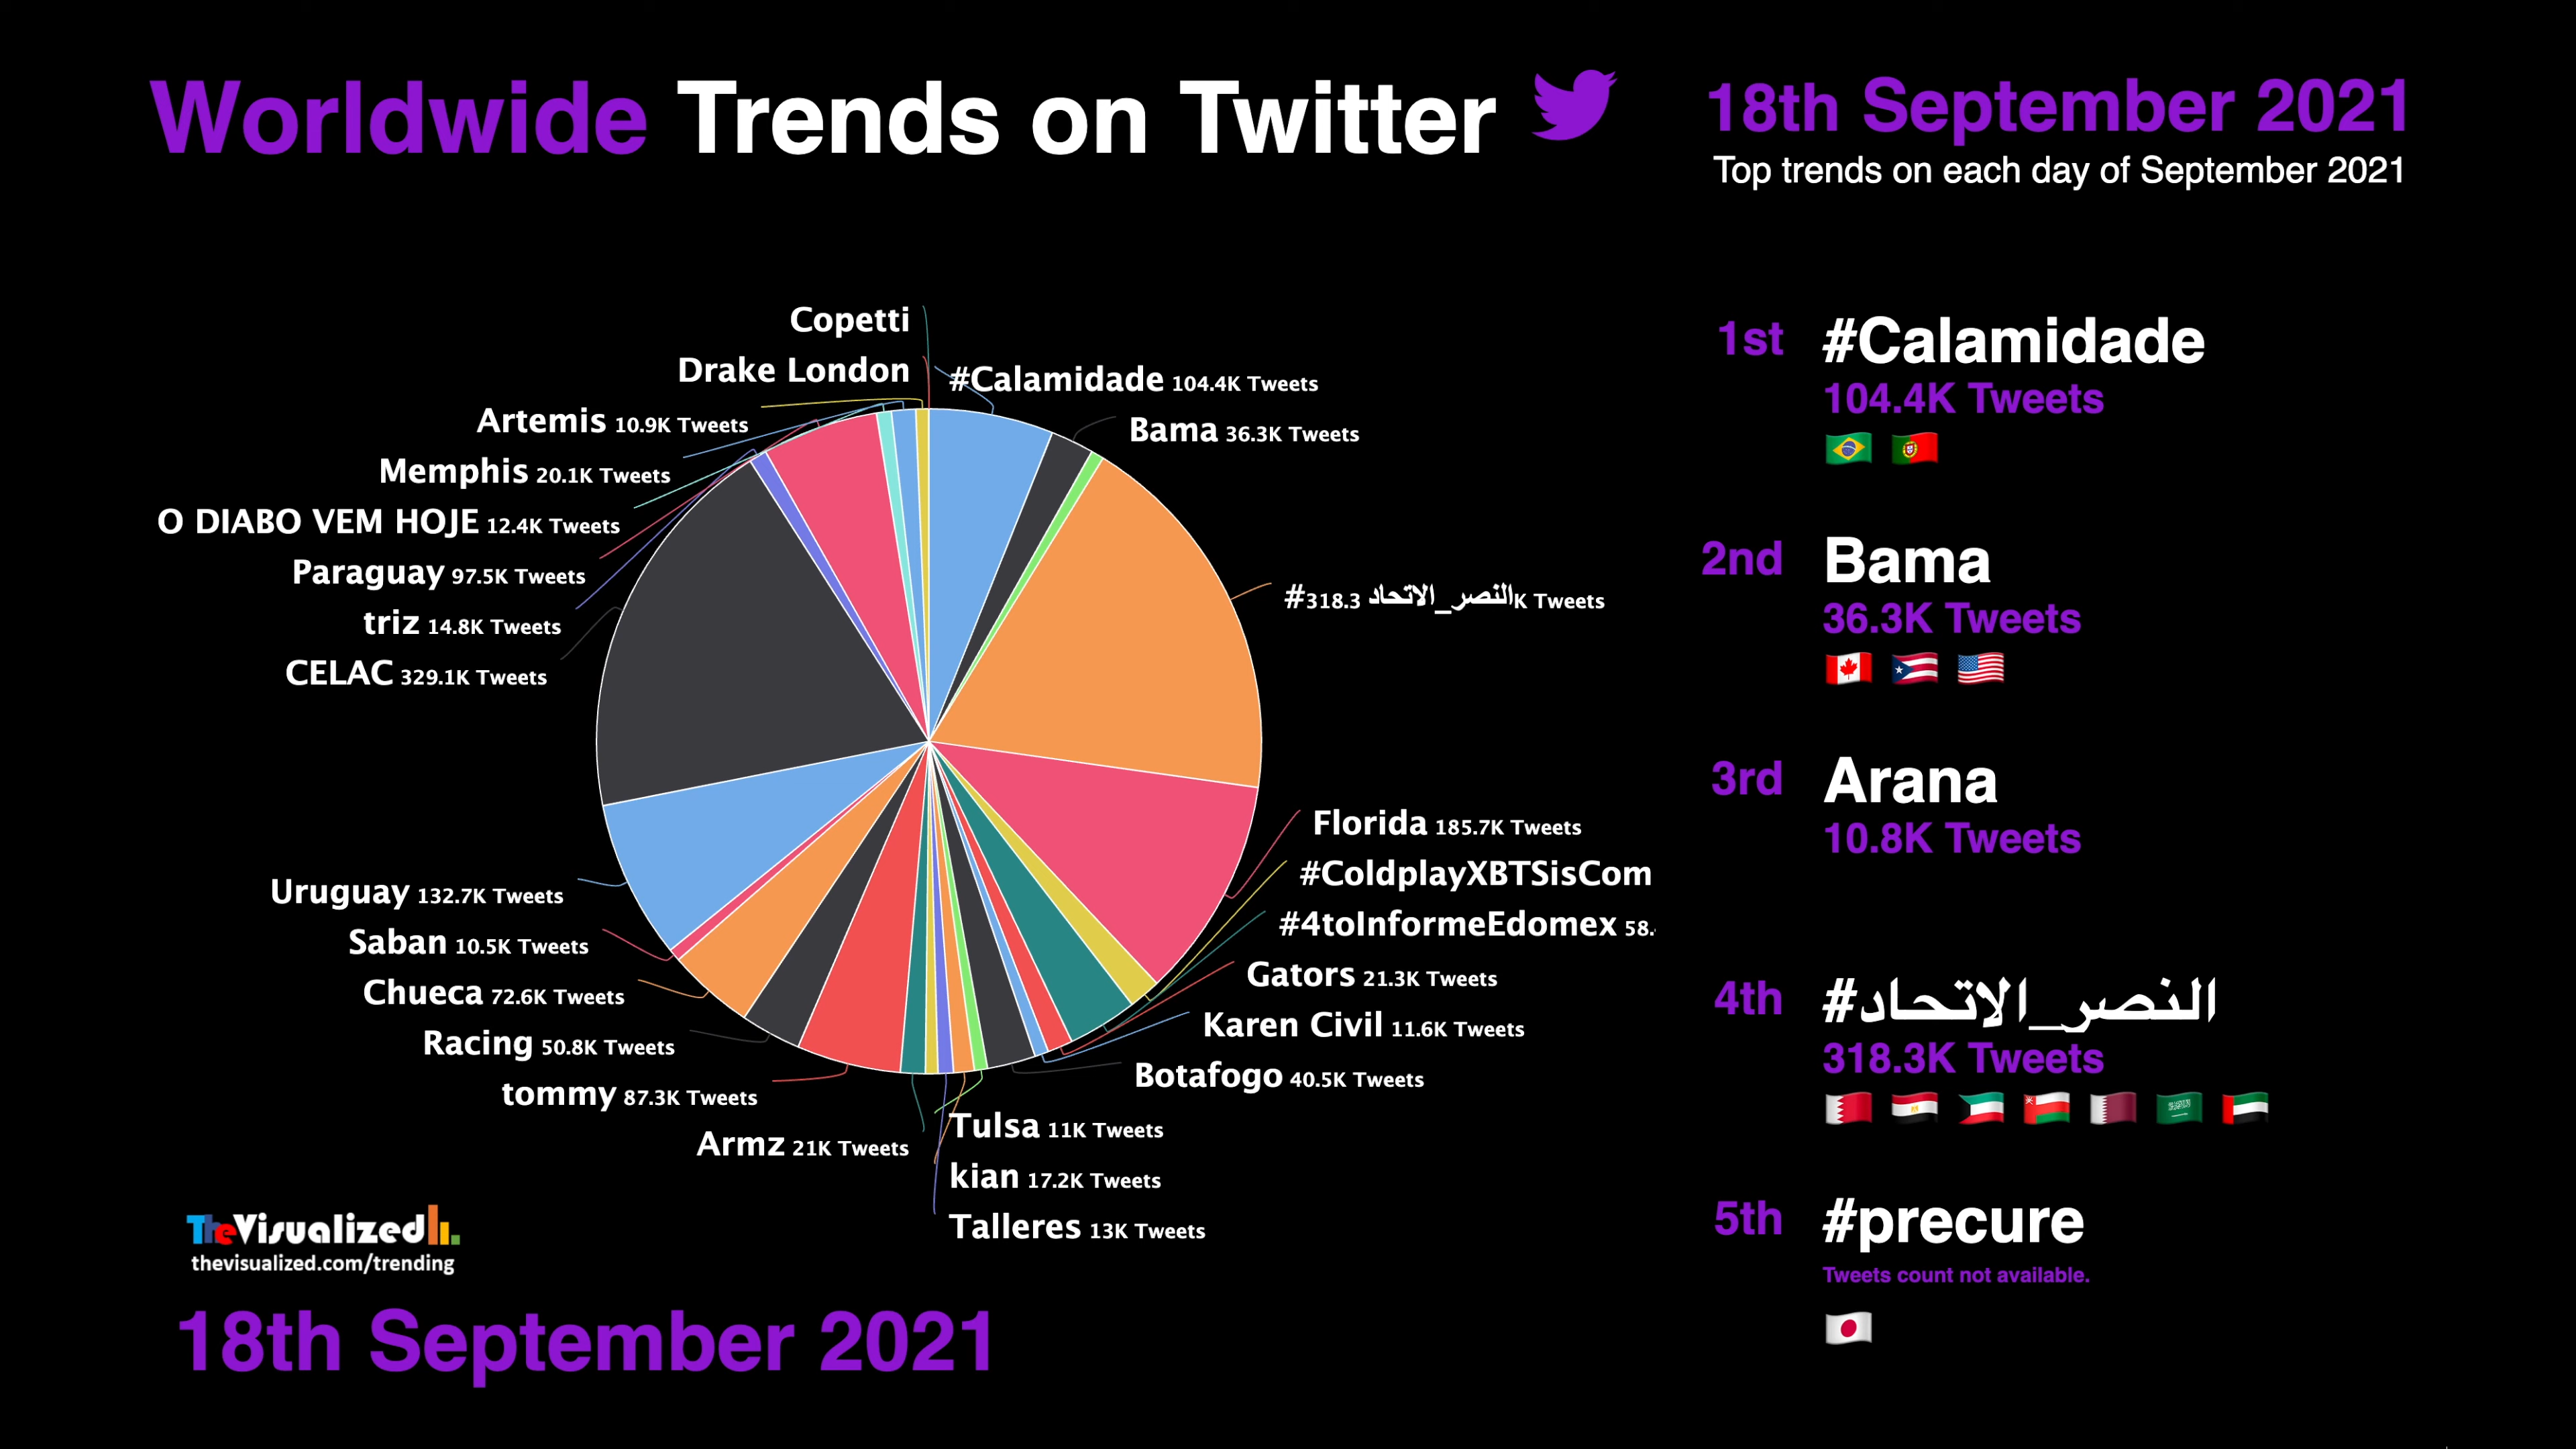 Worldwide Trends on Twitter
18th September 2021
Top trends on each day of September 2021
Copetti
Drake London
Artemis 10.9K Tweets
Memphis 20.1K Tweets
O DIABO VEM HOJE 12.4K Tweets
Paraguay 97.5K Tweets
triz 14.8K Tweets
CELAC 329.1K Tweets
Uruguay 132.7K Tweets
Saban 10.5K Tweets
Chueca 72.6K Tweets
Racing 50.8K Tweets
tommy 87.3K Tweets
Armz 21K Tweets
#Calamidade 104.4K Tweets
Bama 36.3K Tweets
#النصر_الاتحاد 318.3K Tweets
Florida 185.7K Tweets
#ColdplayXBTSisCom
#4toInformeEdomex 58.
Gators 21.3K Tweets
Karen Civil 11.6K Tweets
Botafogo 40.5K Tweets
Tulsa 11K Tweets
kian 17.2K Tweets
Talleres 13K Tweets
1st #Calamidade
104.4K Tweets
2nd Bama
36.3K Tweets
3rd Arana
10.8K Tweets
4th #النصر_الاتحاد
318.3K Tweets
5th #precure
Tweets count not available.
TheVisualized
thevisualized.com/trending
18th September 2021